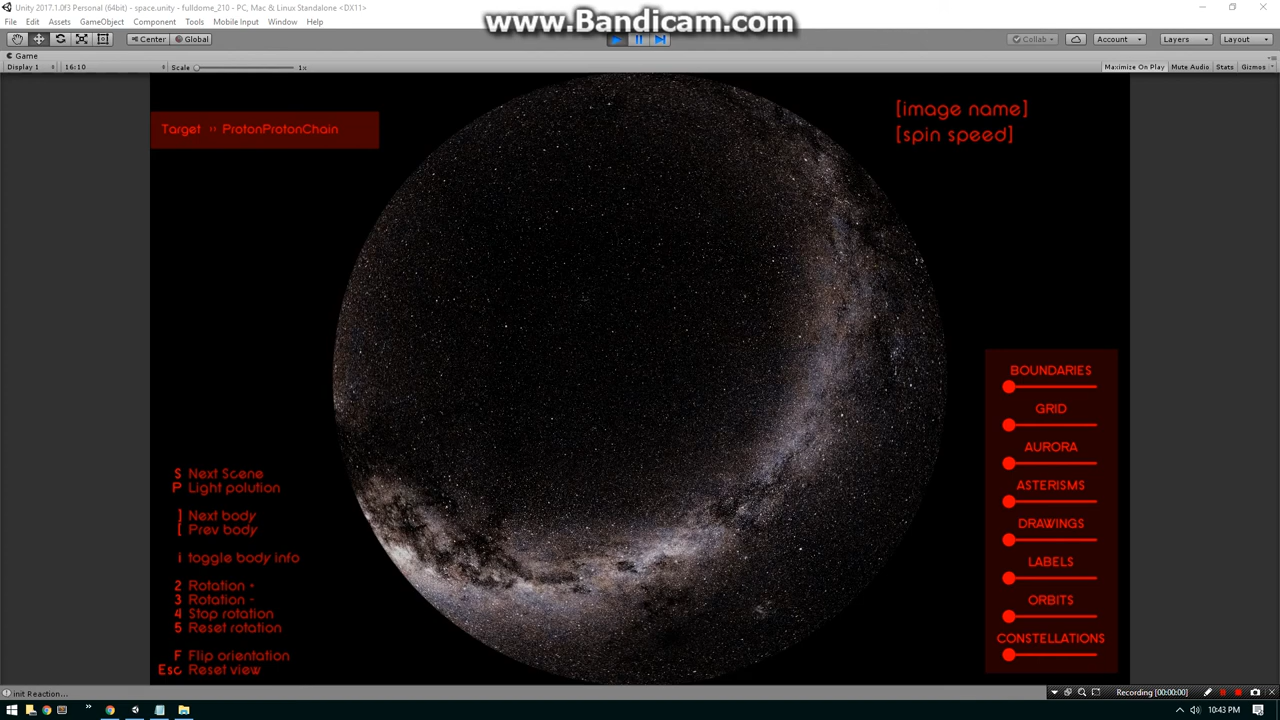 Unity 2017.1.0f3 Personal (64bit) - space.unity - fulldome_210 - PC, Mac & Linux Standalone <DX11>
www.Bandicam.com
File Edit Assets GameObject Component Tools Mobile Input Window Help
Center Global Collab Account Layers Layout
Game
Display 1 16:10 Scale 1x Maximize On Play Mute Audio Stats Gizmos
Target >> ProtonProtonChain
[image name]
[spin speed]
BOUNDARIES
GRID
AURORA
ASTERISMS
DRAWINGS
LABELS
ORBITS
CONSTELLATIONS
S Next Scene
P Light polution
] Next body
[ Prev body
i toggle body info
2 Rotation +
3 Rotation -
4 Stop rotation
5 Reset rotation
F Flip orientation
Esc Reset view
init Reaction...
Recording [00:00:00]
10:43 PM